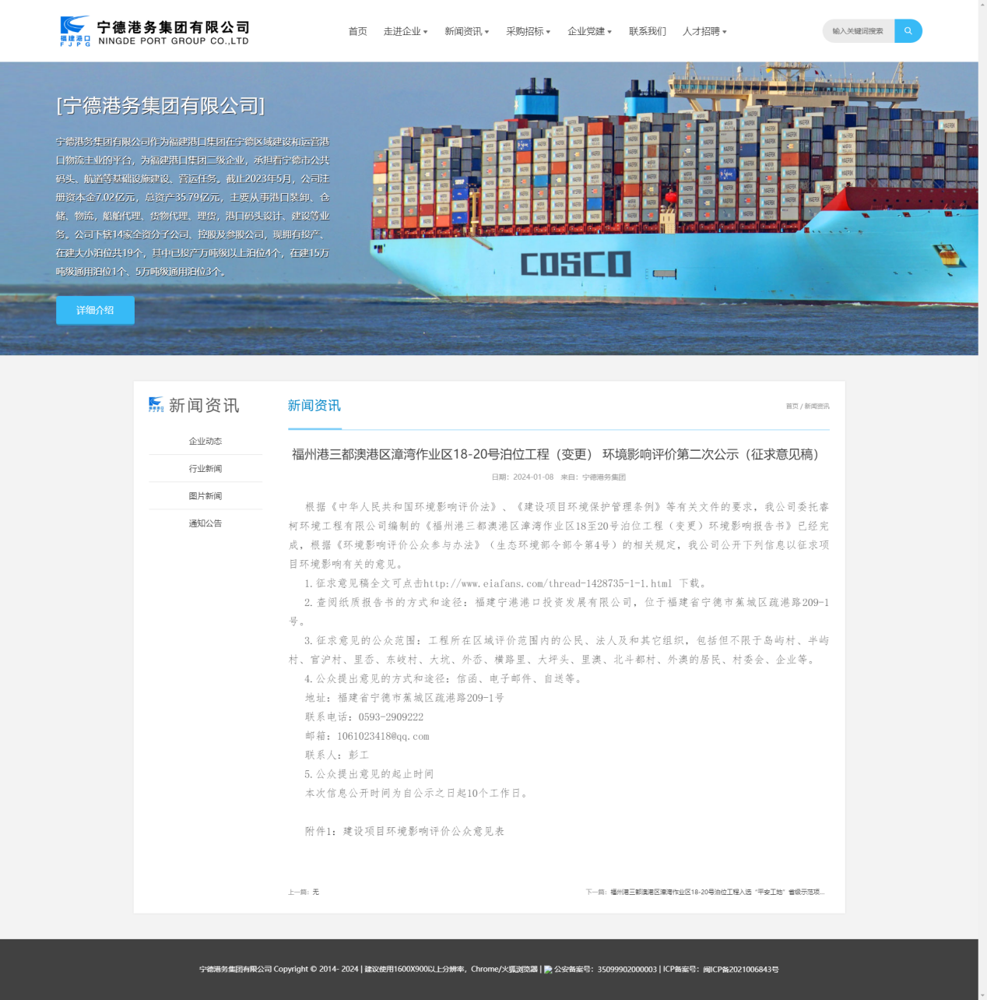 福建港口
FJPG
宁德港务集团有限公司
NINGDE PORT GROUP CO.,LTD
首页
走进企业
新闻资讯
采购招标
企业党建
联系我们
人才招聘
输入关键词搜索
[宁德港务集团有限公司]
宁德港务集团有限公司作为福建港口集团在宁德区域建设和运营港
口物流主业的平台，为福建港口集团二级企业，承担着宁德市公共
码头、航道等基础设施建设、营运任务。截止2023年5月，公司注
册资本金7.02亿元，总资产35.79亿元，主要从事港口装卸、仓
储、物流，船舶代理、货物代理、理货，港口码头设计、建设等业
务。公司下辖14家全资分子公司、控股及参股公司，现拥有投产、
在建大小泊位共19个，其中已投产万吨级以上泊位4个，在建15万
吨级通用泊位1个、5万吨级通用泊位3个。
详细介绍
COSCO
福建港口
FJPG
新闻资讯
企业动态
行业新闻
图片新闻
通知公告
新闻资讯
首页 / 新闻资讯
福州港三都澳港区漳湾作业区18-20号泊位工程（变更） 环境影响评价第二次公示（征求意见稿）
日期：2024-01-08 来自：宁德港务集团
根据《中华人民共和国环境影响评价法》、《建设项目环境保护管理条例》等有关文件的要求，我公司委托睿
柯环境工程有限公司编制的《福州港三都澳港区漳湾作业区18至20号泊位工程（变更）环境影响报告书》已经完
成，根据《环境影响评价公众参与办法》（生态环境部令部令第4号）的相关规定，我公司公开下列信息以征求项
目环境影响有关的意见。
1.征求意见稿全文可点击http://www.eiafans.com/thread-1428735-1-1.html 下载。
2.查阅纸质报告书的方式和途径：福建宁港港口投资发展有限公司，位于福建省宁德市蕉城区疏港路209-1
号。
3.征求意见的公众范围：工程所在区域评价范围内的公民、法人及和其它组织，包括但不限于岛屿村、半屿
村、官沪村、里岙、东岐村、大坑、外岙、横路里、大坪头、里澳、北斗都村、外澳的居民、村委会、企业等。
4.公众提出意见的方式和途径：信函、电子邮件、自送等。
地址：福建省宁德市蕉城区疏港路209-1号
联系电话：0593-2909222
邮箱：1061023418@qq.com
联系人：彭工
5.公众提出意见的起止时间
本次信息公开时间为自公示之日起10个工作日。
附件1：建设项目环境影响评价公众意见表
上一篇：无
下一篇：福州港三都澳港区漳湾作业区18-20号泊位工程入选“平安工地”省级示范项...
宁德港务集团有限公司 Copyright © 2014- 2024 | 建议使用1600X900以上分辨率，Chrome/火狐浏览器 | 公安备案号：35099902000003 | ICP备案号：闽ICP备2021006843号